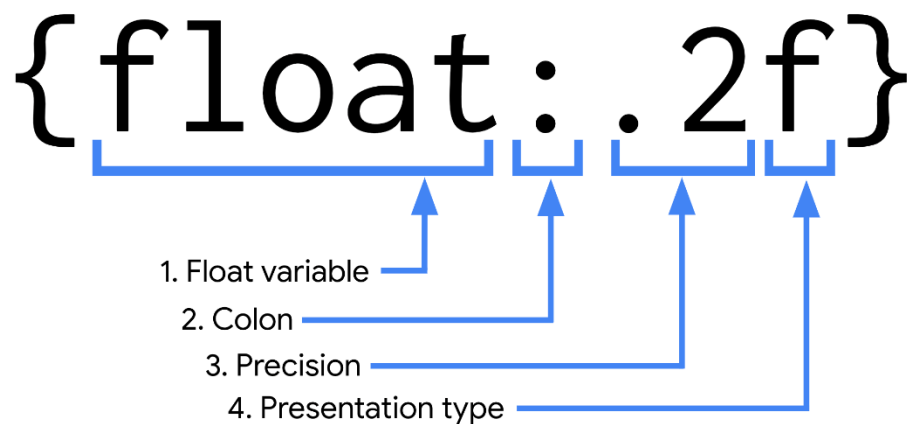 {float:.2f}
1. Float variable
2. Colon
3. Precision
4. Presentation type